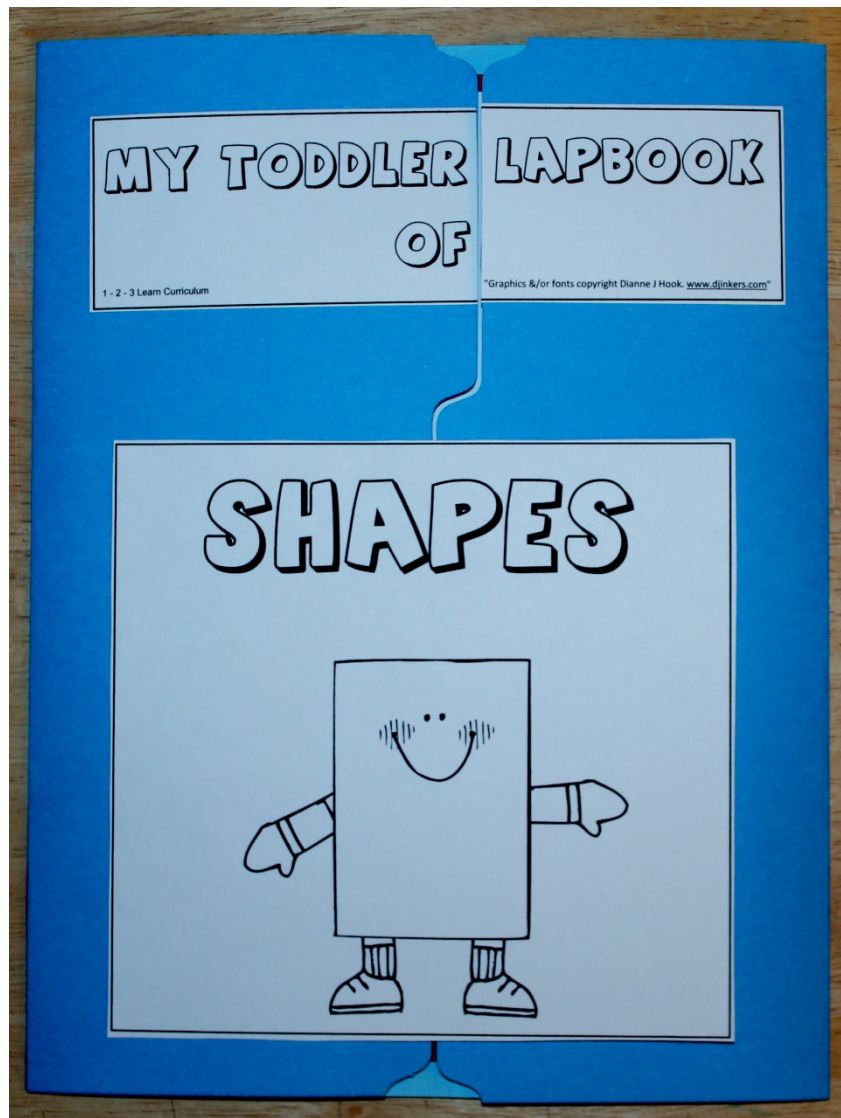 MY TODDLER LAPBOOK
OF
1 - 2 - 3 Learn Curriculum
"Graphics &/or fonts copyright Dianne J Hook. www.djinkers.com"
SHAPES